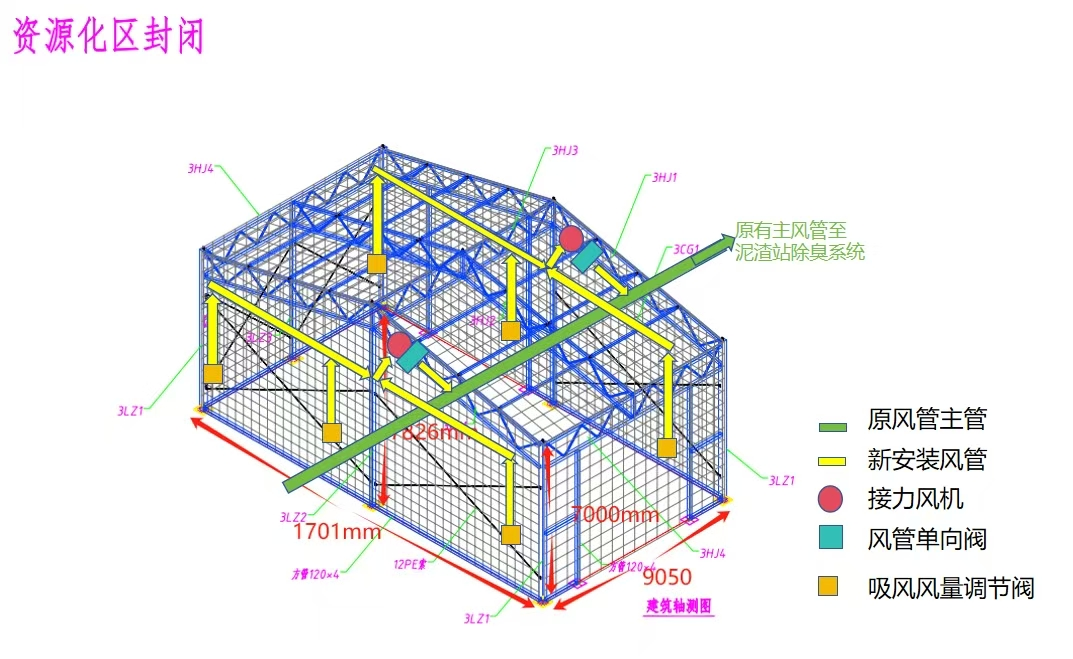 资源化区封闭
3HJ3
3HJ4
3HJ1
原有主风管至
泥渣站除臭系统
3CG1
3HJ2
3LZ3
3LZ1
原风管主管
826mm
新安装风管
3LZ1
接力风机
7000mm
3LZ2
1701mm
风管单向阀
3HJ4
12PE索
方管120×4
方管120×4
9050
吸风风量调节阀
建筑轴测图
3LZ1